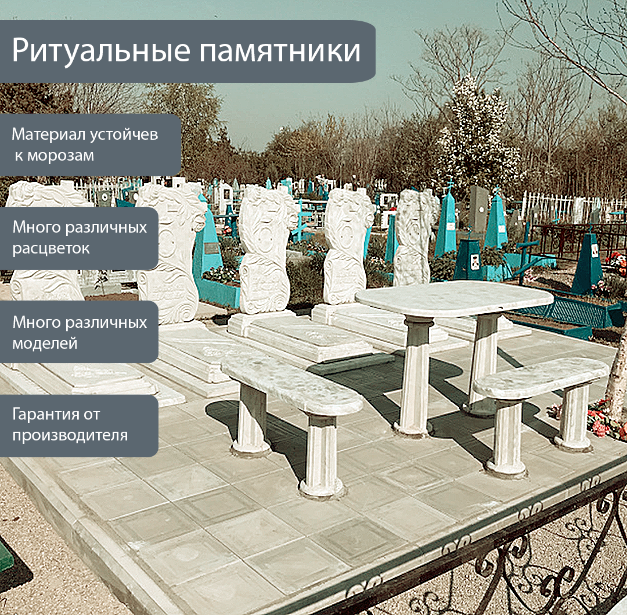 Ритуальные памятники
Материал устойчев
к морозам
Много различных
расцветок
Много различных
моделей
Гарантия от
производителя